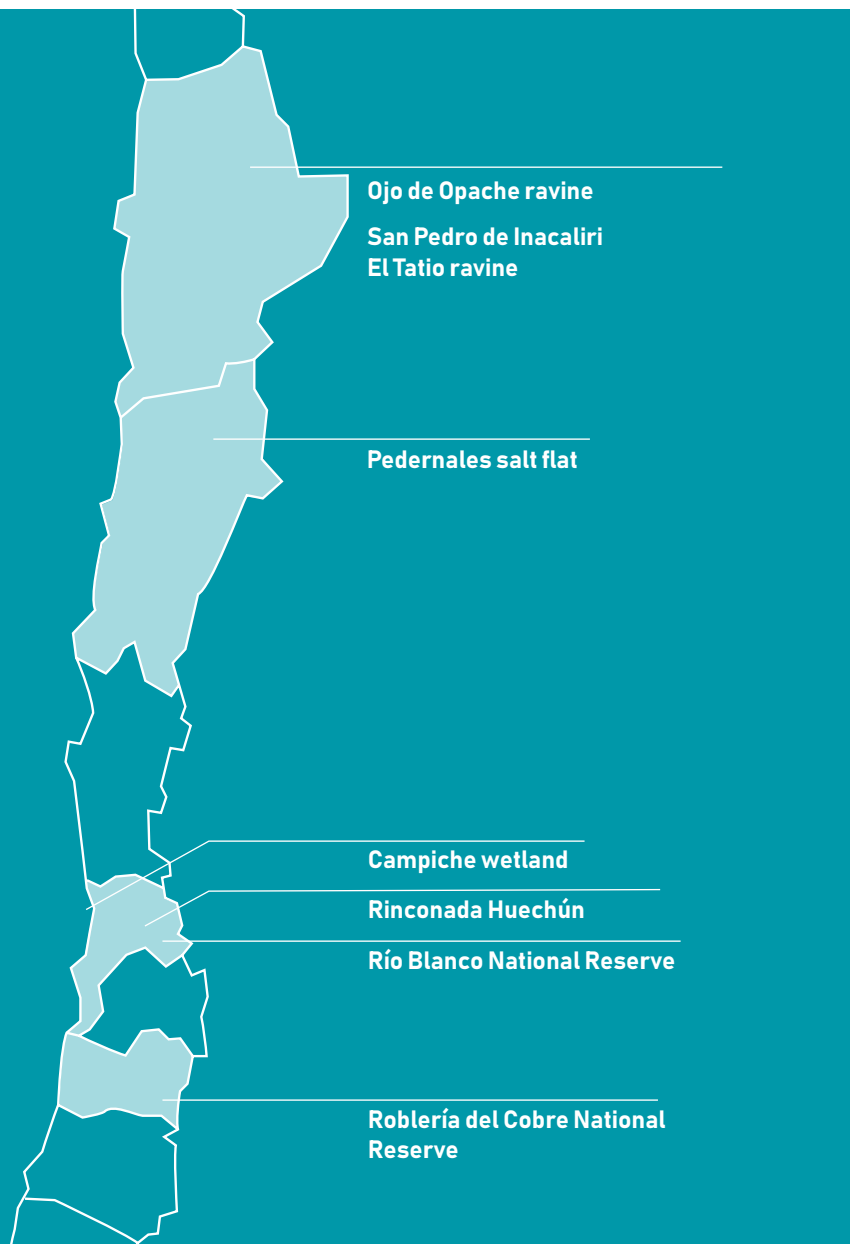 Ojo de Opache ravine
San Pedro de Inacaliri
El Tatio ravine
Pedernales salt flat
Campiche wetland
Rinconada Huechún
Río Blanco National Reserve
Roblería del Cobre National
Reserve